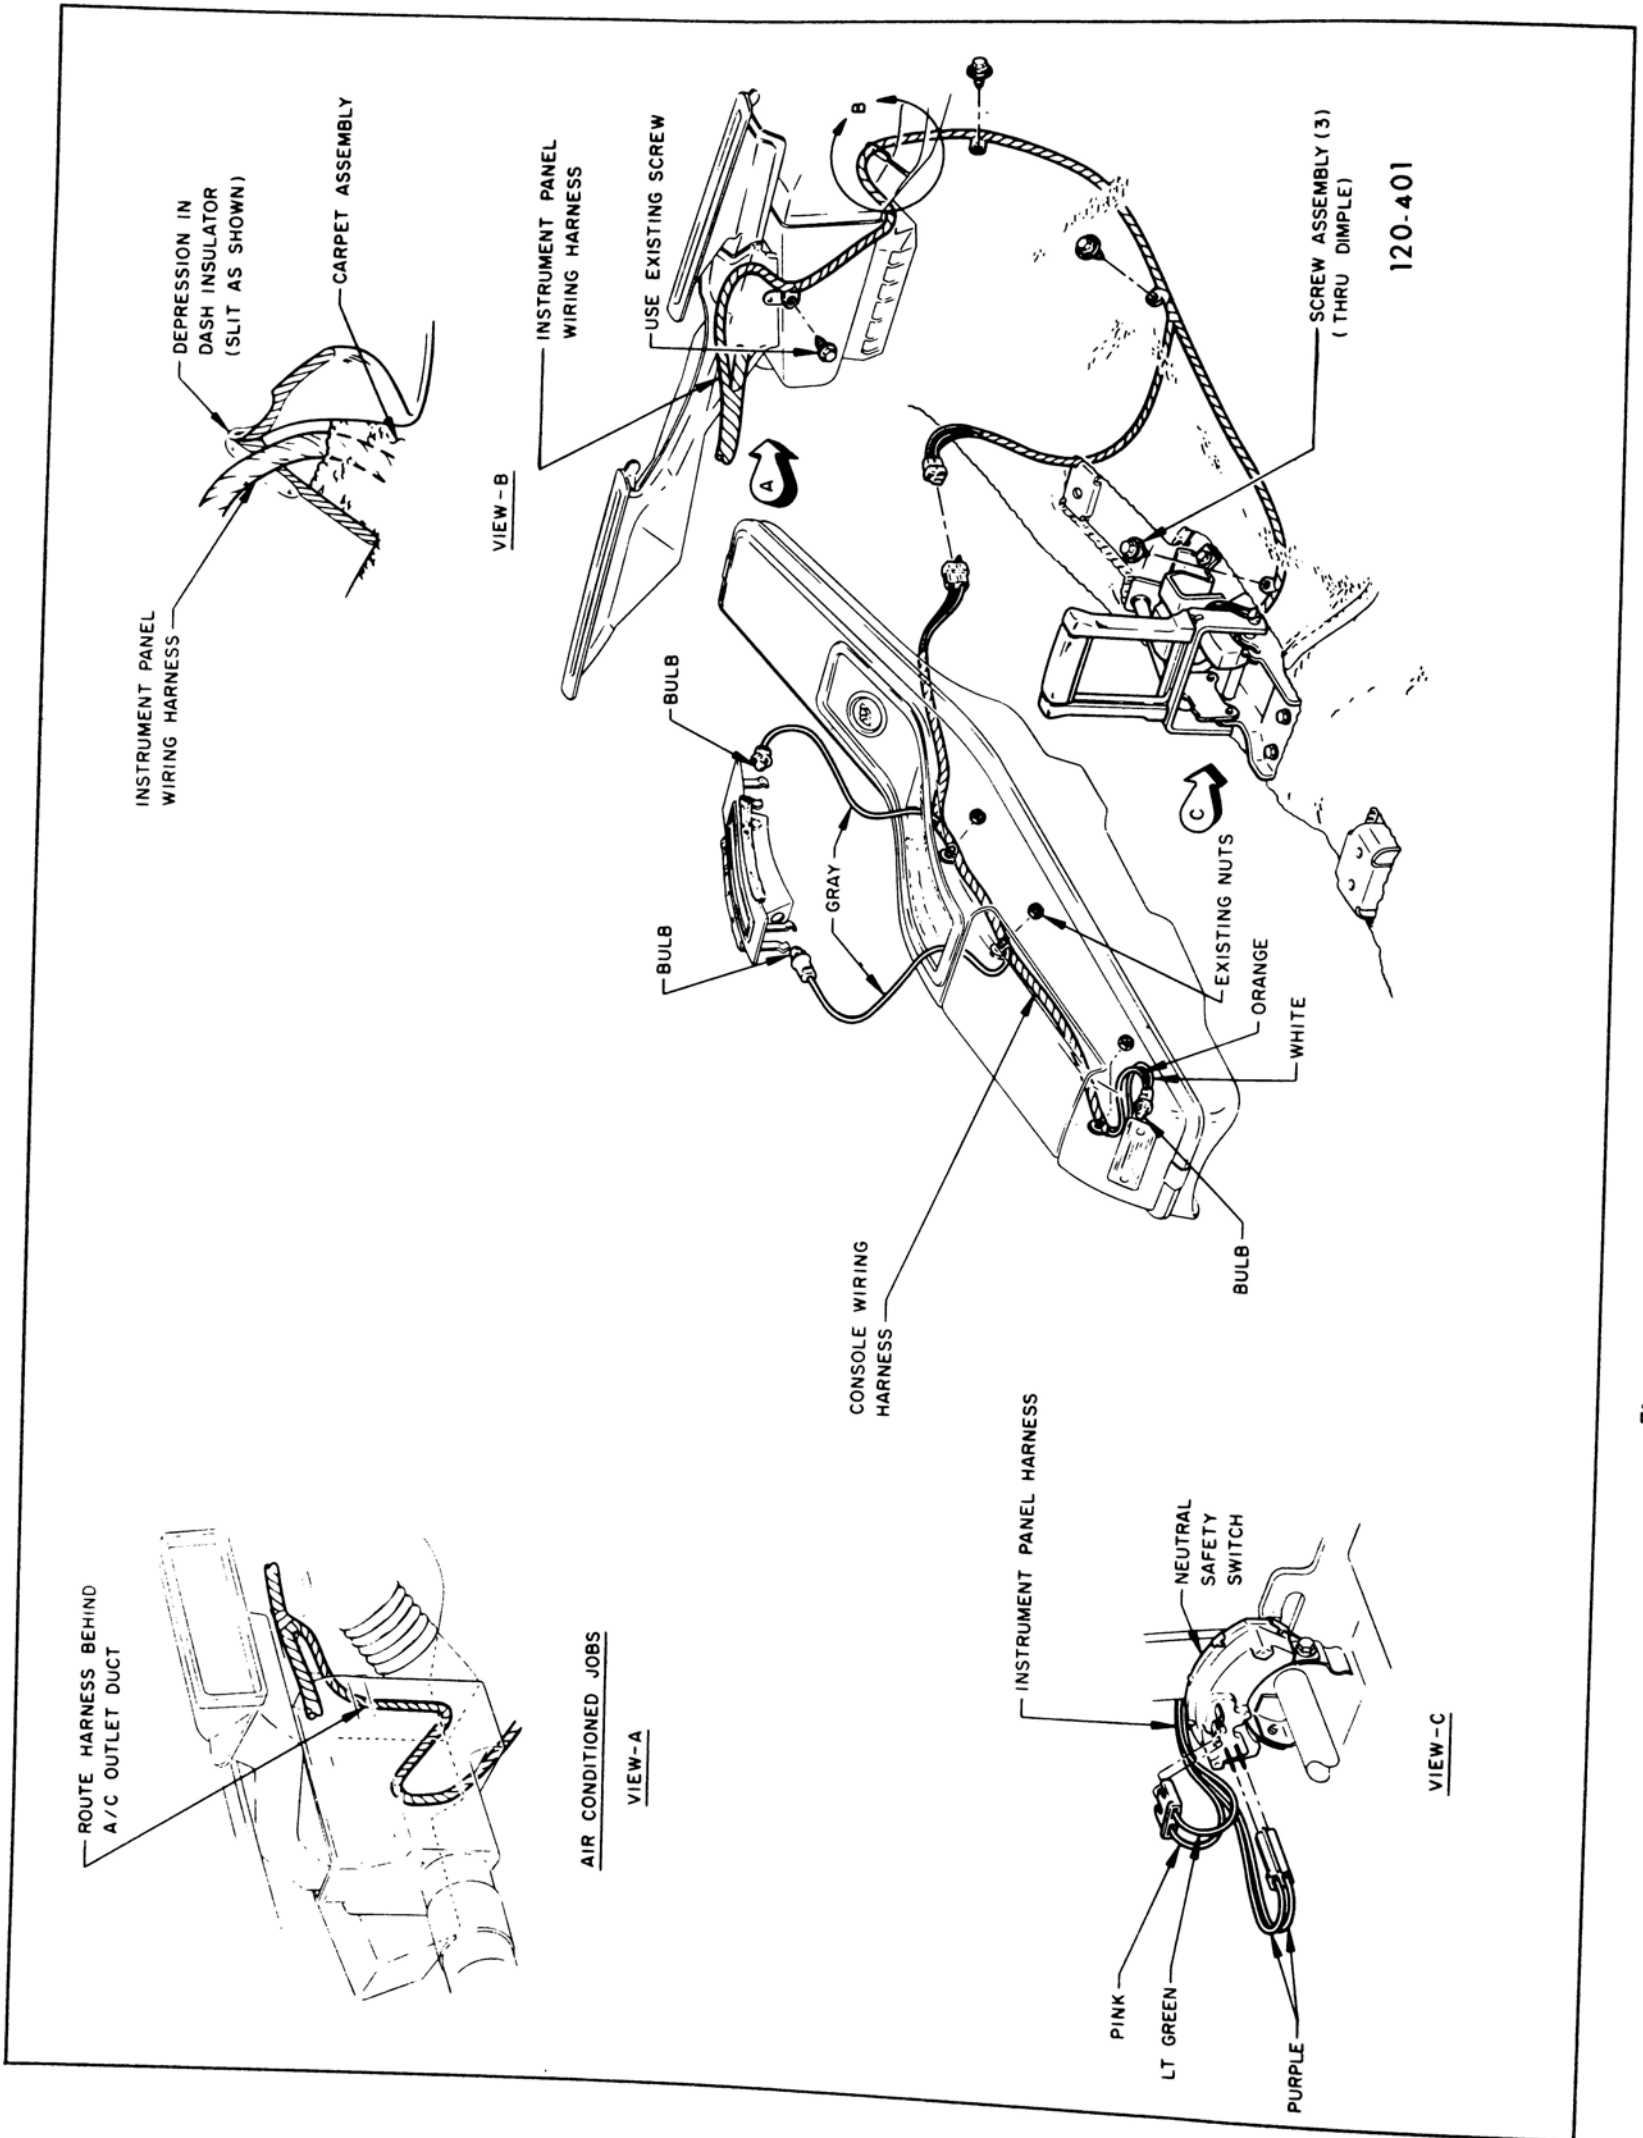 ROUTE HARNESS BEHIND
A/C OUTLET DUCT
AIR CONDITIONED JOBS
VIEW-A
INSTRUMENT PANEL
WIRING HARNESS
DEPRESSION IN
DASH INSULATOR
(SLIT AS SHOWN)
CARPET ASSEMBLY
VIEW-B
INSTRUMENT PANEL
WIRING HARNESS
USE EXISTING SCREW
A
B
BULB
BULB
GRAY
CONSOLE WIRING
HARNESS
EXISTING NUTS
ORANGE
WHITE
BULB
C
SCREW ASSEMBLY (3)
(THRU DIMPLE)
120-401
INSTRUMENT PANEL HARNESS
NEUTRAL
SAFETY
SWITCH
PINK
LT GREEN
PURPLE
VIEW-C